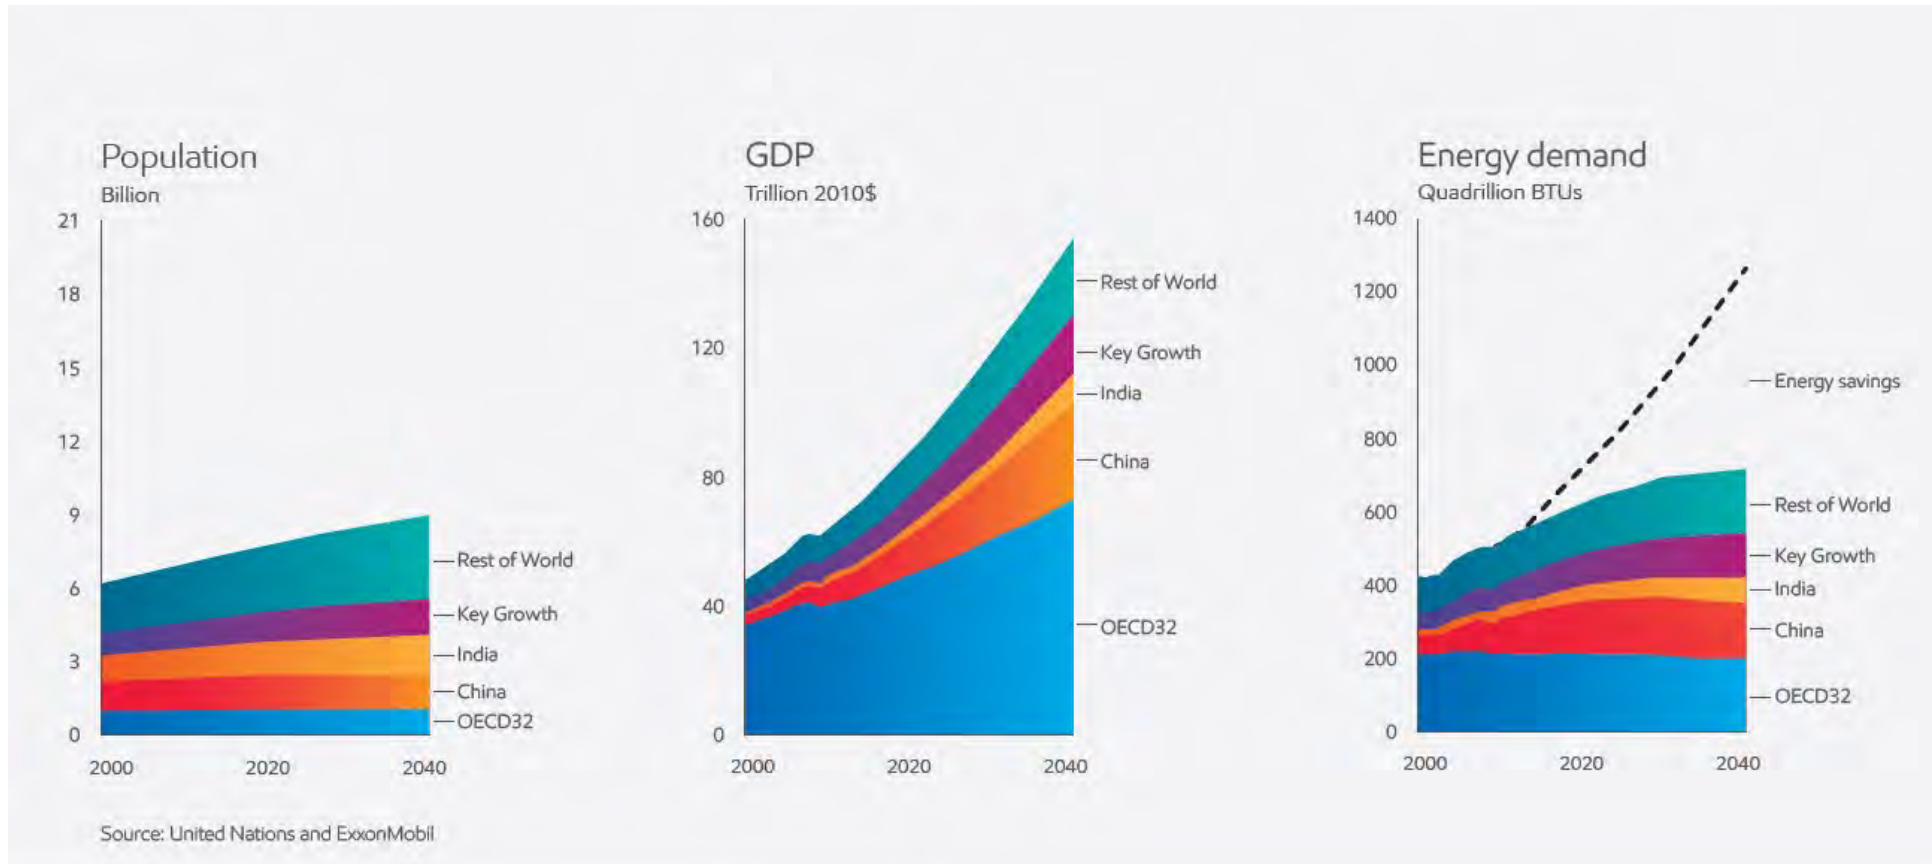 Population
Billion
21
18
15
12
9
6
3
0
2000 2020 2040
Rest of World
Key Growth
India
China
OECD32
GDP
Trillion 2010$
160
120
80
40
0
2000 2020 2040
Rest of World
Key Growth
India
China
OECD32
Energy demand
Quadrillion BTUs
1400
1200
1000
800
600
400
200
0
2000 2020 2040
Energy savings
Rest of World
Key Growth
India
China
OECD32
Source: United Nations and ExxonMobil